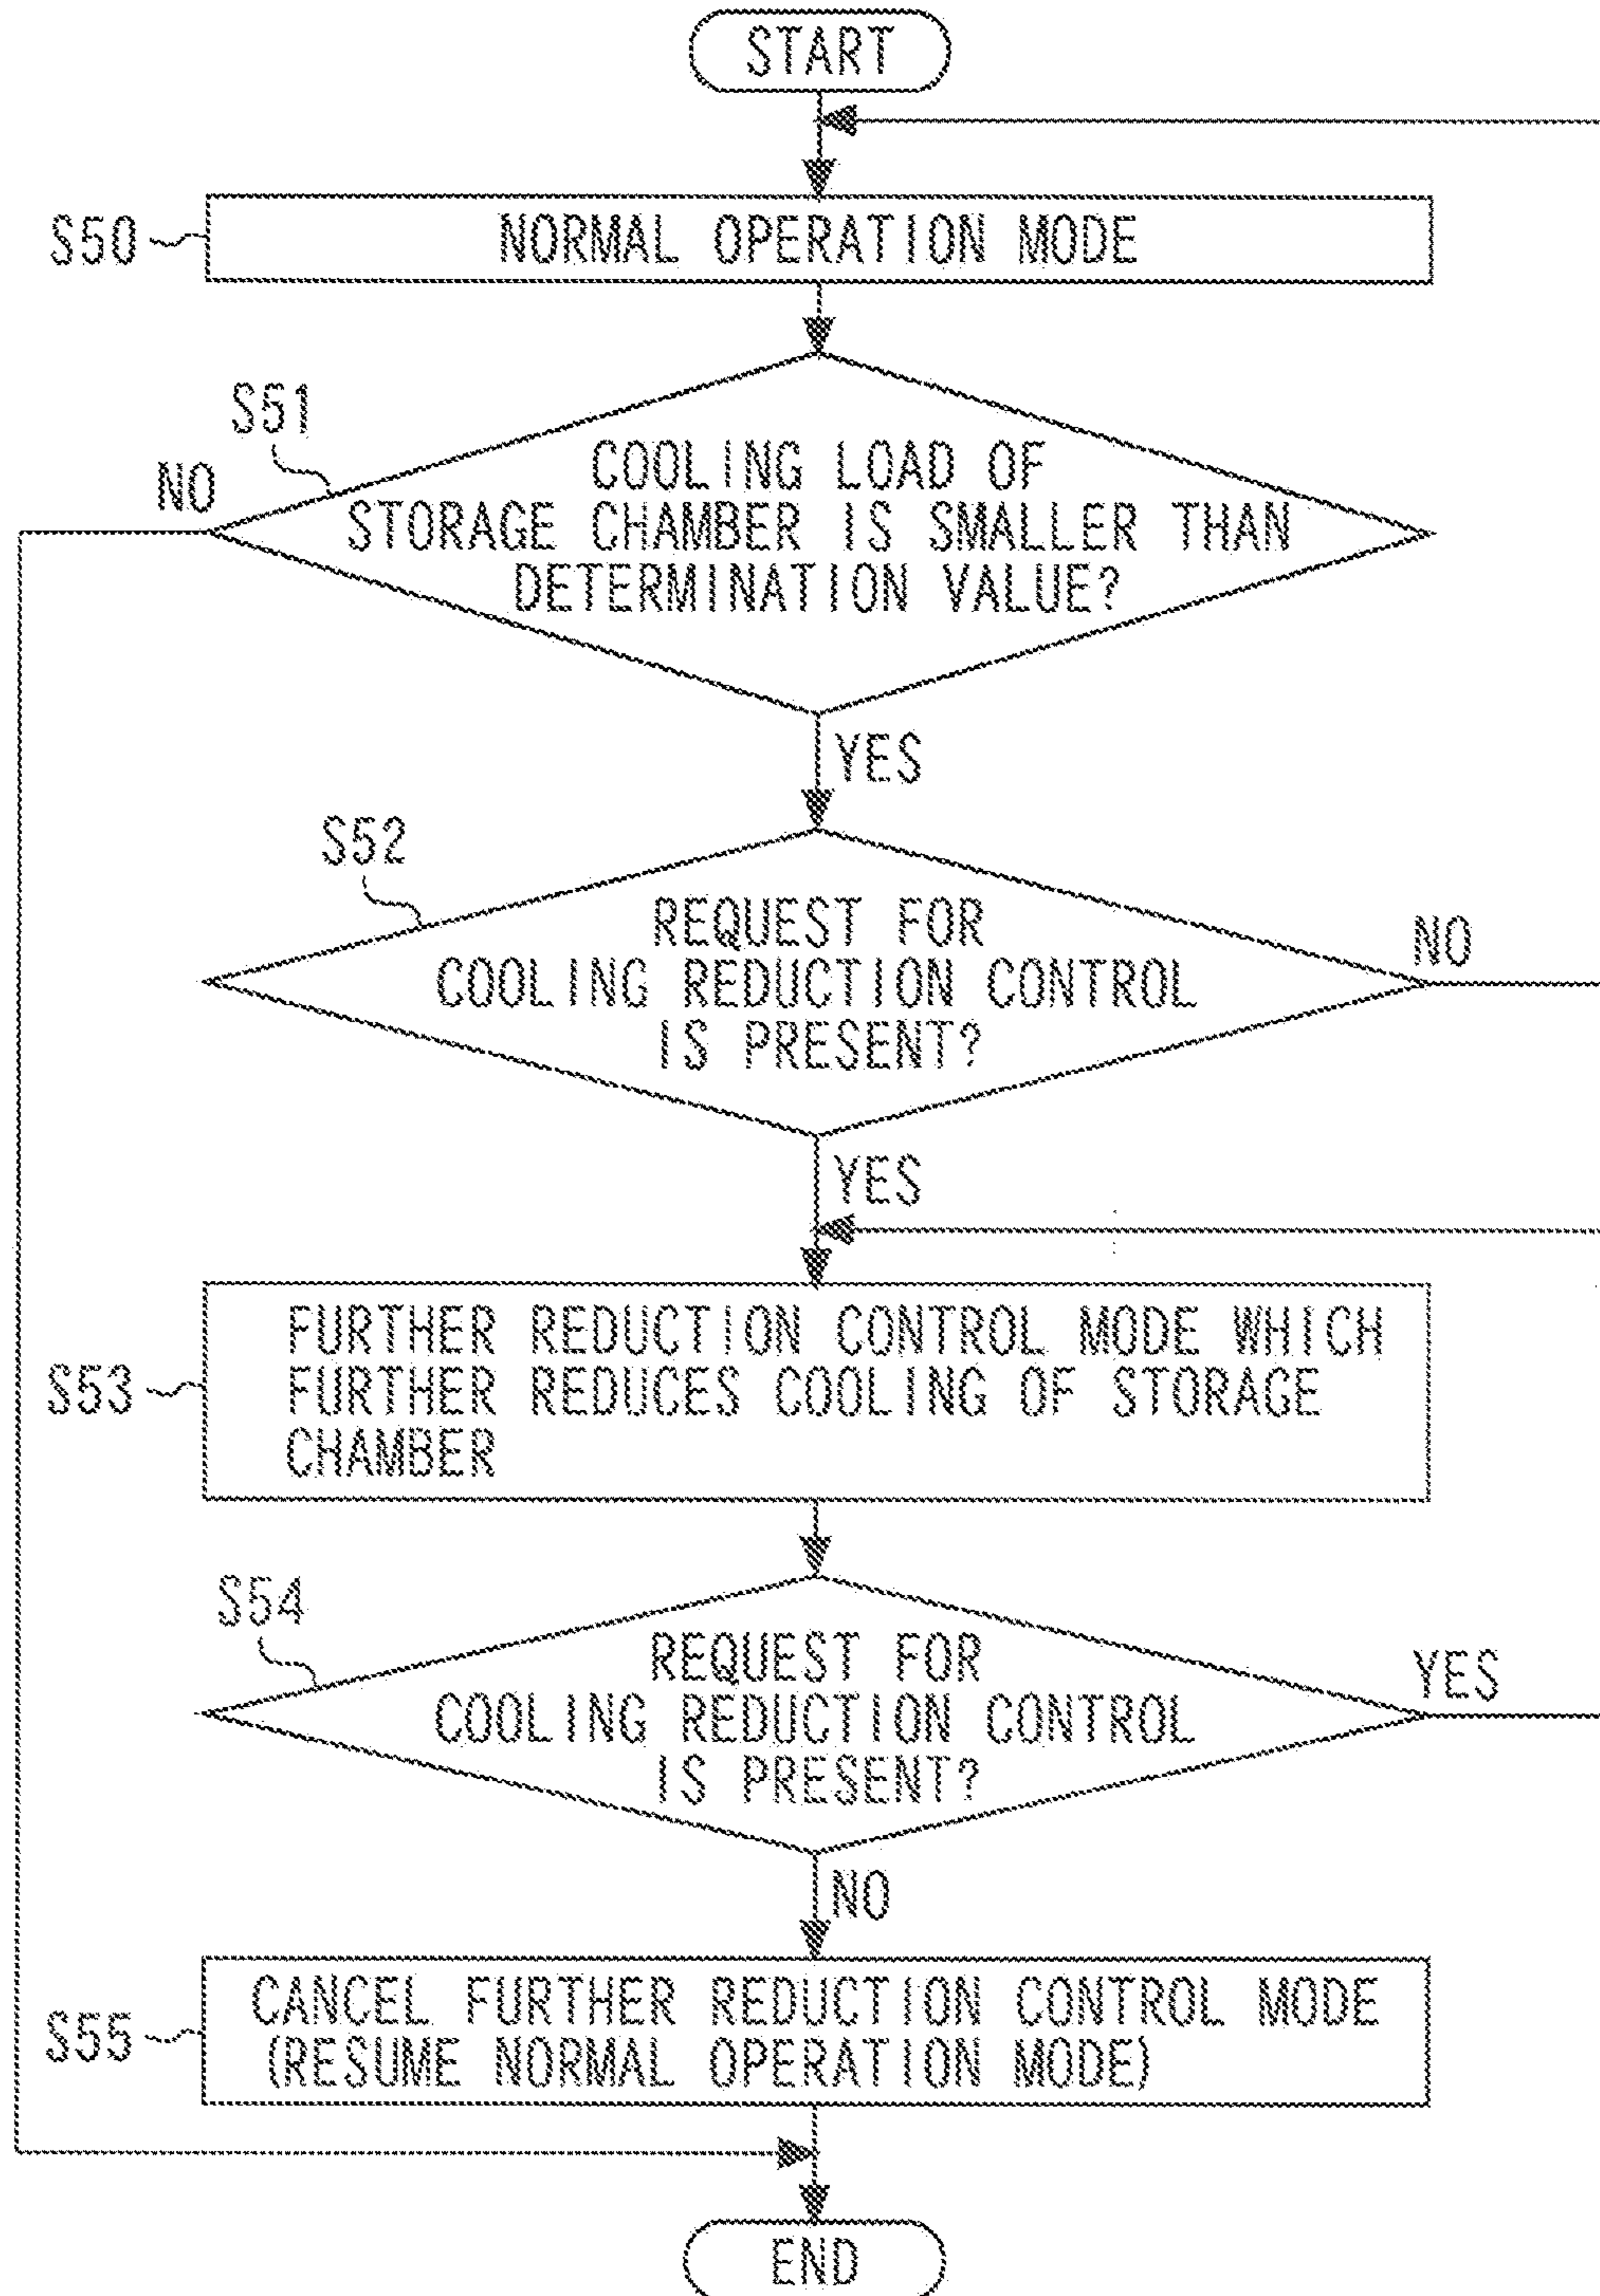 START
S50
NORMAL OPERATION MODE
S51
NO
COOLING LOAD OF
STORAGE CHAMBER IS SMALLER THAN
DETERMINATION VALUE?
YES
S52
REQUEST FOR
COOLING REDUCTION CONTROL
IS PRESENT?
NO
YES
S53
FURTHER REDUCTION CONTROL MODE WHICH
FURTHER REDUCES COOLING OF STORAGE
CHAMBER
S54
REQUEST FOR
COOLING REDUCTION CONTROL
IS PRESENT?
YES
NO
S55
CANCEL FURTHER REDUCTION CONTROL MODE
(RESUME NORMAL OPERATION MODE)
END